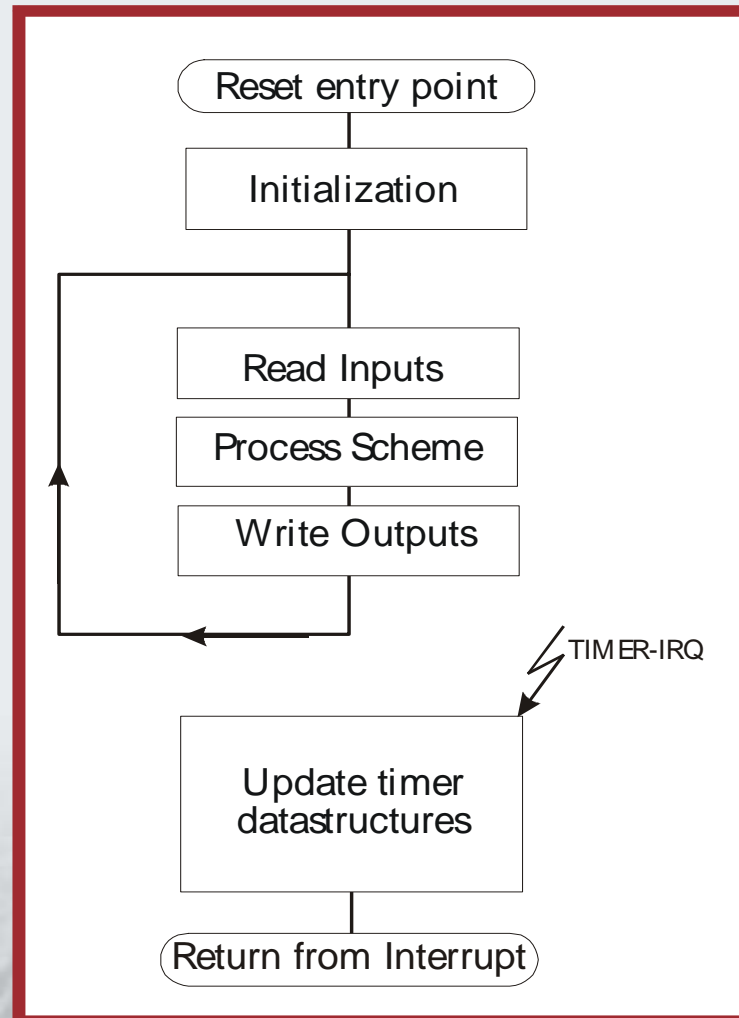 Reset entry point
Initialization
Read Inputs
Process Scheme
Write Outputs
TIMER-IRQ
Update timer
datastructures
Return from Interrupt